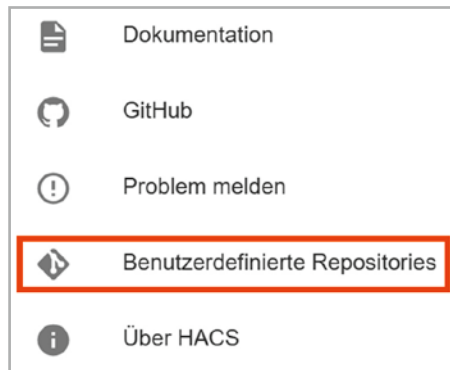 Dokumentation
GitHub
Problem melden
Benutzerdefinierte Repositories
Über HACS